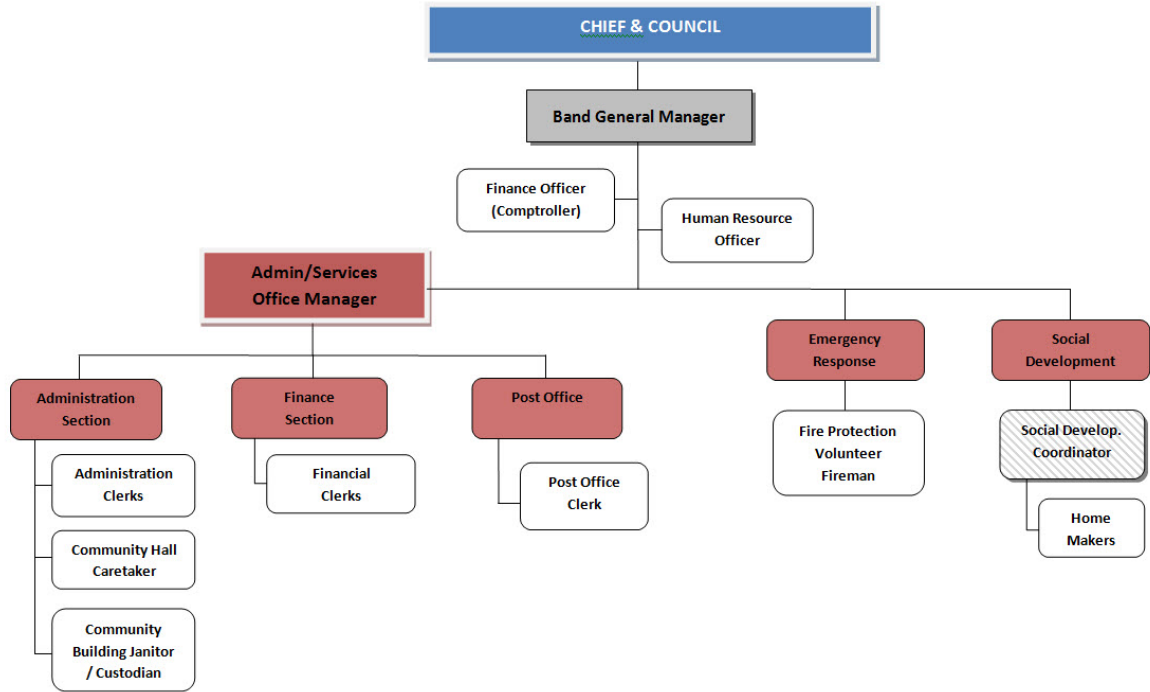 CHIEF & COUNCIL
Band General Manager
Finance Officer
(Comptroller)
Human Resource
Officer
Admin/Services
Office Manager
Emergency
Response
Social
Development
Administration
Section
Finance
Section
Post Office
Fire Protection
Volunteer
Fireman
Social Develop.
Coordinator
Administration
Clerks
Financial
Clerks
Post Office
Clerk
Home
Makers
Community Hall
Caretaker
Community
Building Janitor
/ Custodian